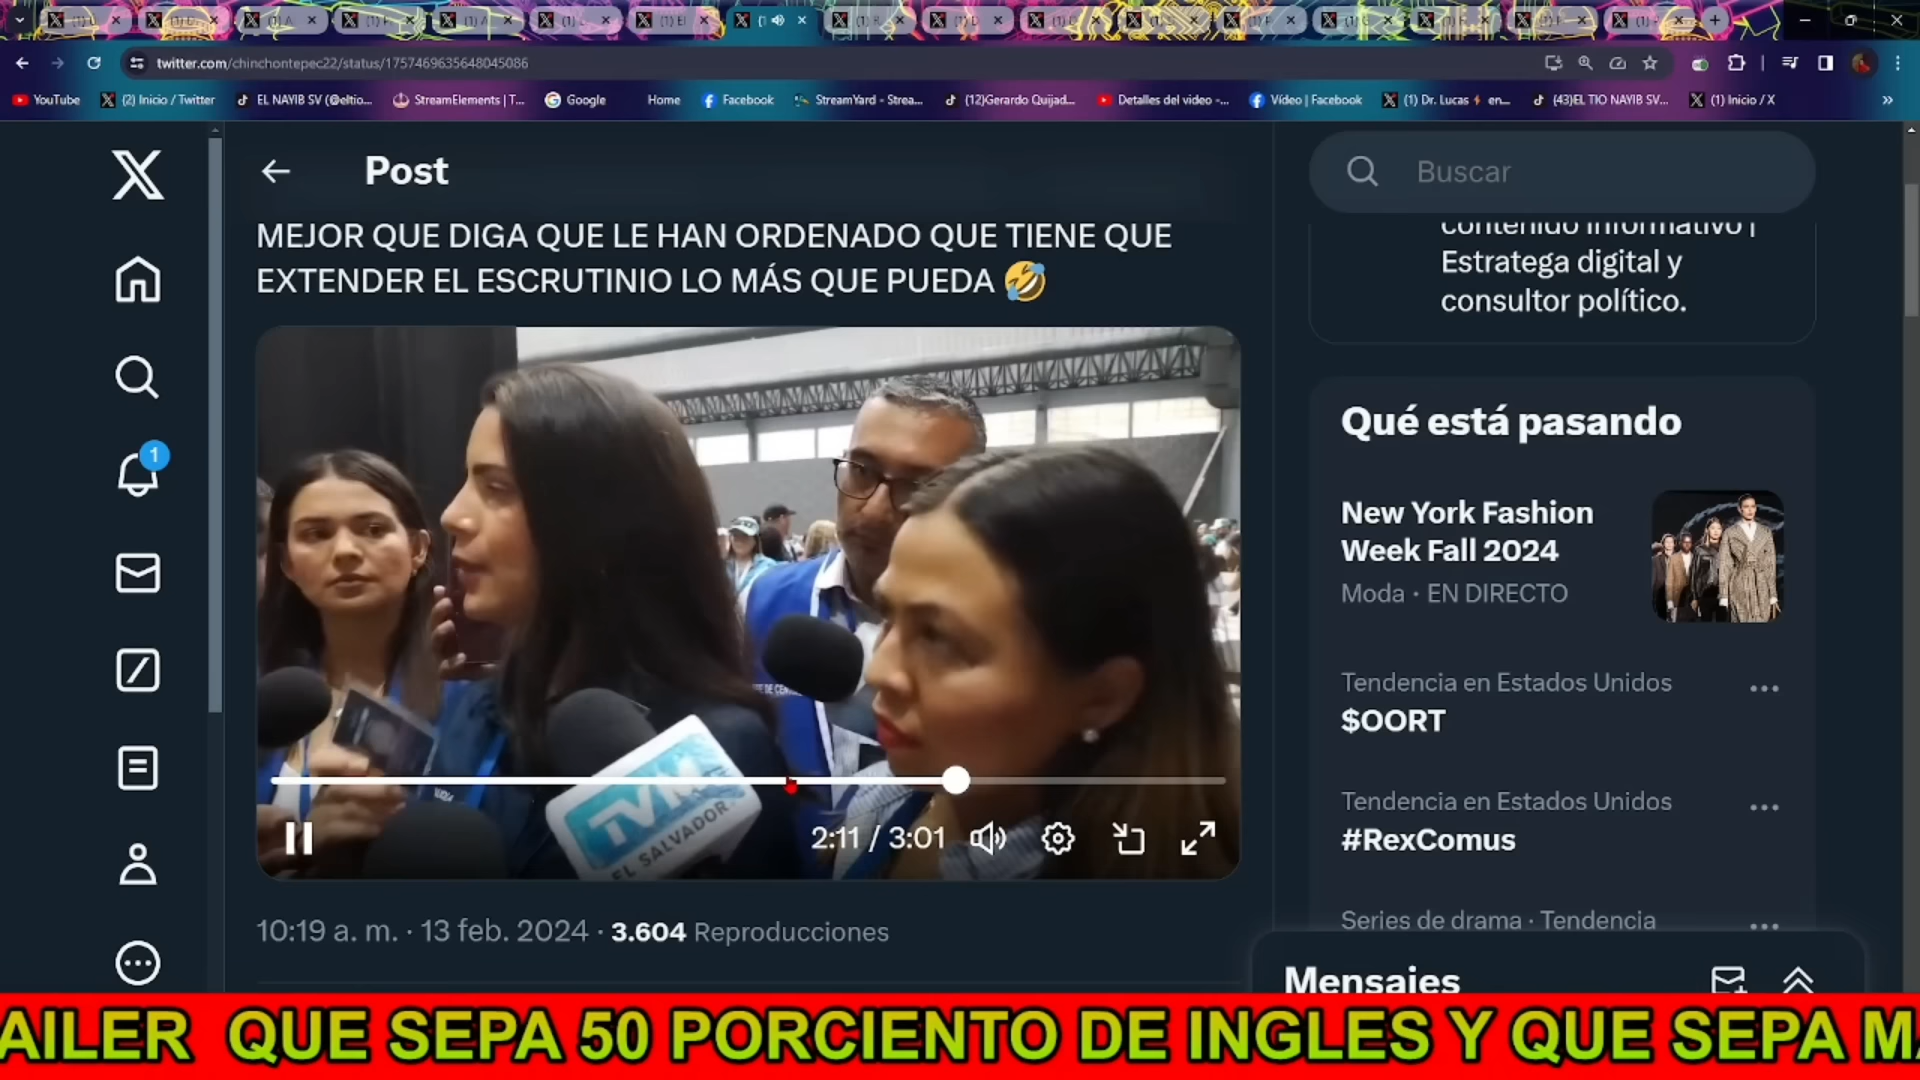 twitter.com/chinchontepec22/status/1757469635648045086
YouTube
(2) Inicio / Twitter
EL NAYIB SV (@eltio...
StreamElements | T...
Google
Home
Facebook
StreamYard - Strea...
(12)Gerardo Quijad...
Detalles del video -...
Vídeo | Facebook
(1) Dr. Lucas⚡ en...
(43)EL TIO NAYIB SV...
(1) Inicio / X
Post
Buscar
MEJOR QUE DIGA QUE LE HAN ORDENADO QUE TIENE QUE
EXTENDER EL ESCRUTINIO LO MÁS QUE PUEDA 🤣
contenido informativo |
Estratega digital y
consultor político.
1
Qué está pasando
New York Fashion
Week Fall 2024
Moda · EN DIRECTO
Tendencia en Estados Unidos
$OORT
Tendencia en Estados Unidos
#RexComus
Series de drama · Tendencia
EL SALVADOR
2:11 / 3:01
10:19 a. m. · 13 feb. 2024 · 3.604 Reproducciones
Mensajes
AILER QUE SEPA 50 PORCIENTO DE INGLES Y QUE SEPA MA